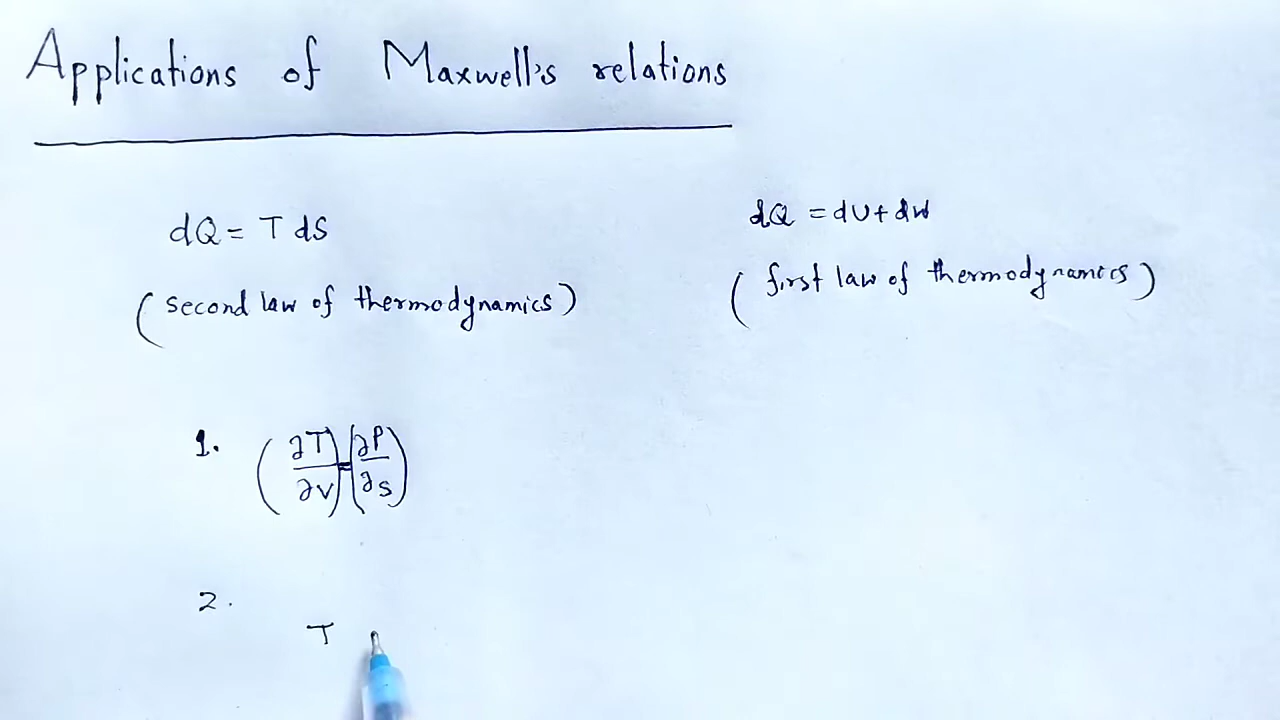 Applications of Maxwell's relations
dQ = T dS
dQ = dU + dW
(second law of thermodynamics)
(first law of thermodynamics)
1. (∂T/∂V) = (∂P/∂S)
2.
T